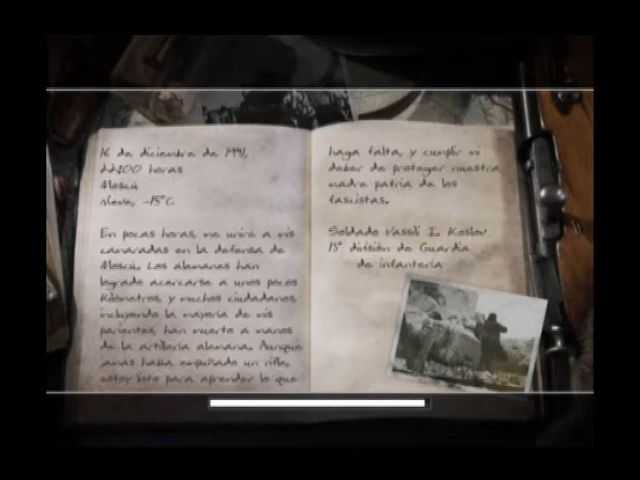 16 de diciembre de 1941,
22:00 horas
Moscú
Nieve, -15°C
En pocas horas, me uniré a mis
camaradas en la defensa de
Moscú. Los alemanes han
logrado acercarse a unos pocos
kilómetros, y muchos ciudadanos,
incluyendo la mayoría de mis
parientes, han muerto a manos
de la artillería alemana. Aunque
jamás había empuñado un rifle,
estoy listo para aprender lo que
haga falta, y cumplir mi
deber de proteger nuestra
madre patria de los
fascistas.
Soldado Vassili I. Koslov
13ª división de Guardia
de infantería